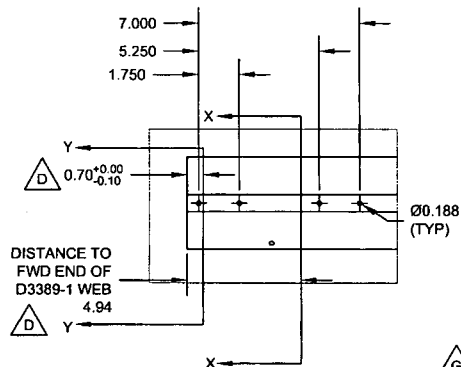 7.000
5.250
1.750
X
Y
D 0.70 +0.00 -0.10
Ø0.188
(TYP)
DISTANCE TO
FWD END OF
D3389-1 WEB
4.94
D Y
X
G